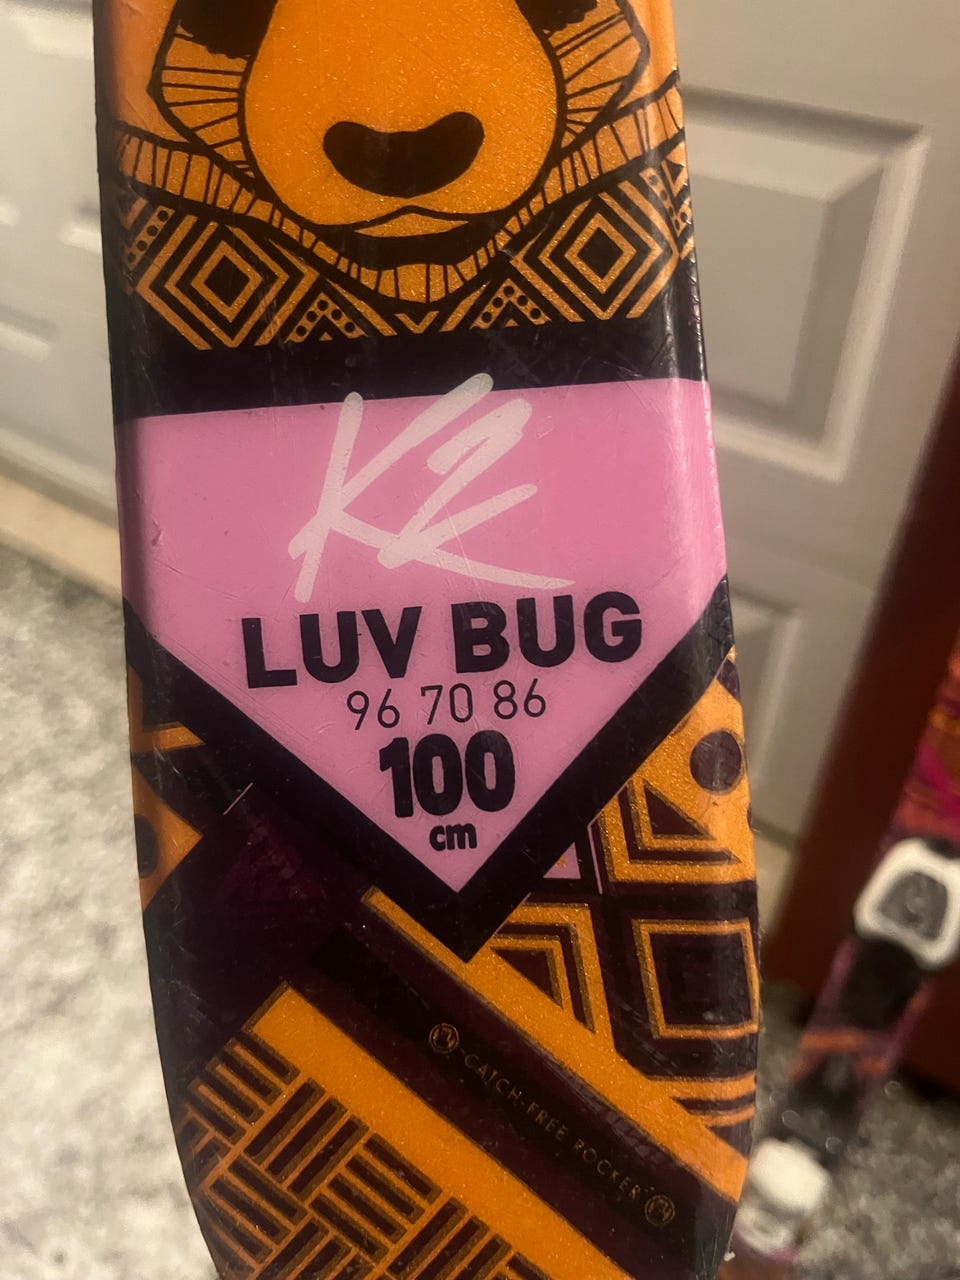 K2
LUV BUG
96 70 86
100
cm
CATCH-FREE ROCKER